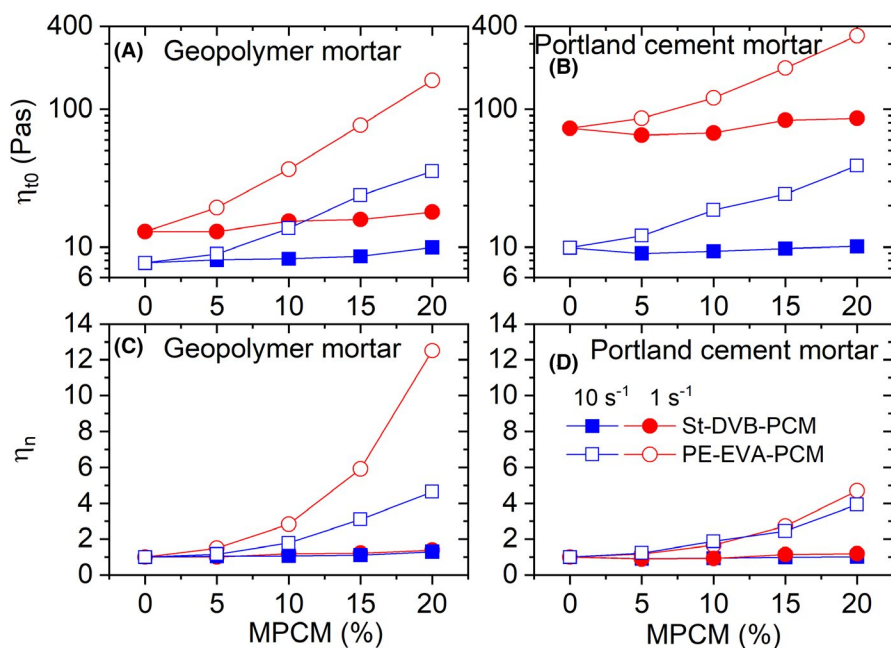 400
(A) Geopolymer mortar
100
10
6
η_t0 (Pas)
0 5 10 15 20
400
Portland cement mortar
(B)
100
10
6
0 5 10 15 20
14
12
10
8
6
4
2
0
η_n
(C) Geopolymer mortar
0 5 10 15 20
MPCM (%)
14
12
10
8
6
4
2
0
(D) Portland cement mortar
10 s⁻¹ 1 s⁻¹
St-DVB-PCM
PE-EVA-PCM
0 5 10 15 20
MPCM (%)